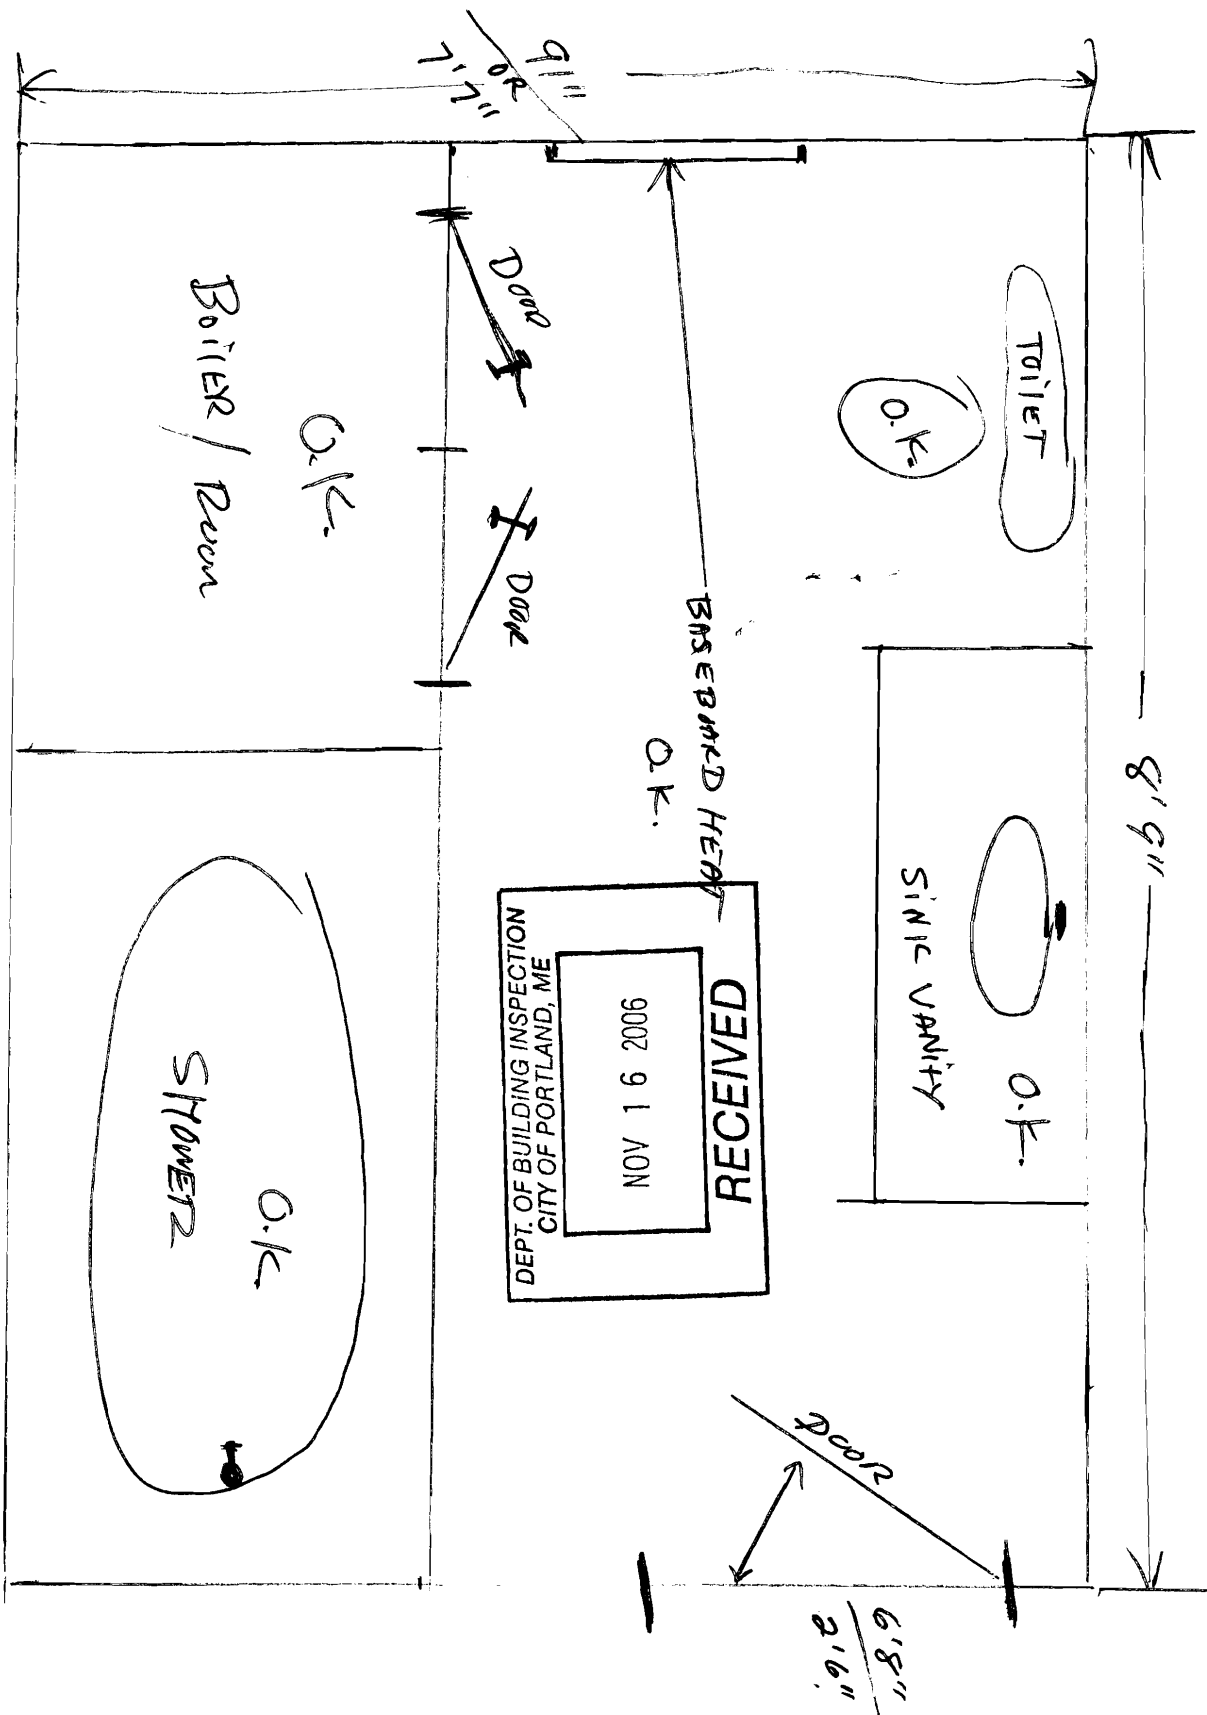 9'1"
OR
7'7"
8' 9"
TOilET
O.K.
DOOR
DOOR
BOilER / Room
O.K.
BASEBOARD HEAT
O.K.
SiNK VANitY
O.K.
SHOWER
O.K.
DOOR
6'8"
2'6"
RECEIVED
NOV 16 2006
DEPT. OF BUILDING INSPECTION
CITY OF PORTLAND, ME